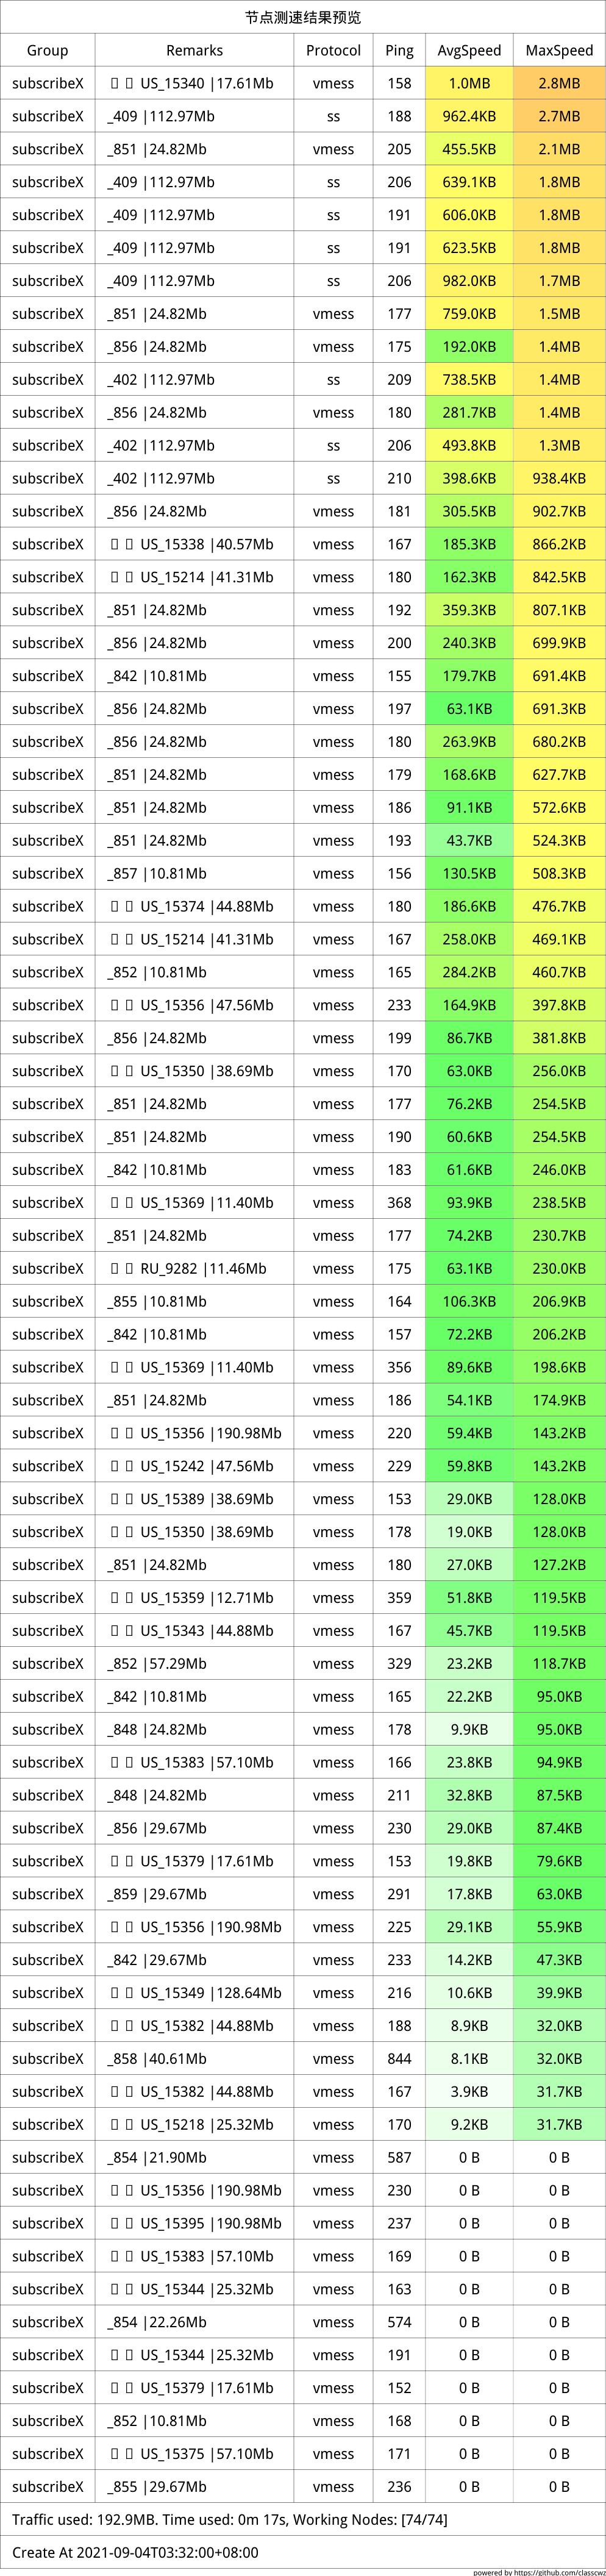 节点测速结果预览
Group Remarks Protocol Ping AvgSpeed MaxSpeed
subscribeX US_15340 |17.61Mb vmess 158 1.0MB 2.8MB
subscribeX _409 |112.97Mb ss 188 962.4KB 2.7MB
subscribeX _851 |24.82Mb vmess 205 455.5KB 2.1MB
subscribeX _409 |112.97Mb ss 206 639.1KB 1.8MB
subscribeX _409 |112.97Mb ss 191 606.0KB 1.8MB
subscribeX _409 |112.97Mb ss 191 623.5KB 1.8MB
subscribeX _409 |112.97Mb ss 206 982.0KB 1.7MB
subscribeX _851 |24.82Mb vmess 177 759.0KB 1.5MB
subscribeX _856 |24.82Mb vmess 175 192.0KB 1.4MB
subscribeX _402 |112.97Mb ss 209 738.5KB 1.4MB
subscribeX _856 |24.82Mb vmess 180 281.7KB 1.4MB
subscribeX _402 |112.97Mb ss 206 493.8KB 1.3MB
subscribeX _402 |112.97Mb ss 210 398.6KB 938.4KB
subscribeX _856 |24.82Mb vmess 181 305.5KB 902.7KB
subscribeX US_15338 |40.57Mb vmess 167 185.3KB 866.2KB
subscribeX US_15214 |41.31Mb vmess 180 162.3KB 842.5KB
subscribeX _851 |24.82Mb vmess 192 359.3KB 807.1KB
subscribeX _856 |24.82Mb vmess 200 240.3KB 699.9KB
subscribeX _842 |10.81Mb vmess 155 179.7KB 691.4KB
subscribeX _856 |24.82Mb vmess 197 63.1KB 691.3KB
subscribeX _856 |24.82Mb vmess 180 263.9KB 680.2KB
subscribeX _851 |24.82Mb vmess 179 168.6KB 627.7KB
subscribeX _851 |24.82Mb vmess 186 91.1KB 572.6KB
subscribeX _851 |24.82Mb vmess 193 43.7KB 524.3KB
subscribeX _857 |10.81Mb vmess 156 130.5KB 508.3KB
subscribeX US_15374 |44.88Mb vmess 180 186.6KB 476.7KB
subscribeX US_15214 |41.31Mb vmess 167 258.0KB 469.1KB
subscribeX _852 |10.81Mb vmess 165 284.2KB 460.7KB
subscribeX US_15356 |47.56Mb vmess 233 164.9KB 397.8KB
subscribeX _856 |24.82Mb vmess 199 86.7KB 381.8KB
subscribeX US_15350 |38.69Mb vmess 170 63.0KB 256.0KB
subscribeX _851 |24.82Mb vmess 177 76.2KB 254.5KB
subscribeX _851 |24.82Mb vmess 190 60.6KB 254.5KB
subscribeX _842 |10.81Mb vmess 183 61.6KB 246.0KB
subscribeX US_15369 |11.40Mb vmess 368 93.9KB 238.5KB
subscribeX _851 |24.82Mb vmess 177 74.2KB 230.7KB
subscribeX RU_9282 |11.46Mb vmess 175 63.1KB 230.0KB
subscribeX _855 |10.81Mb vmess 164 106.3KB 206.9KB
subscribeX _842 |10.81Mb vmess 157 72.2KB 206.2KB
subscribeX US_15369 |11.40Mb vmess 356 89.6KB 198.6KB
subscribeX _851 |24.82Mb vmess 186 54.1KB 174.9KB
subscribeX US_15356 |190.98Mb vmess 220 59.4KB 143.2KB
subscribeX US_15242 |47.56Mb vmess 229 59.8KB 143.2KB
subscribeX US_15389 |38.69Mb vmess 153 29.0KB 128.0KB
subscribeX US_15350 |38.69Mb vmess 178 19.0KB 128.0KB
subscribeX _851 |24.82Mb vmess 180 27.0KB 127.2KB
subscribeX US_15359 |12.71Mb vmess 359 51.8KB 119.5KB
subscribeX US_15343 |44.88Mb vmess 167 45.7KB 119.5KB
subscribeX _852 |57.29Mb vmess 329 23.2KB 118.7KB
subscribeX _842 |10.81Mb vmess 165 22.2KB 95.0KB
subscribeX _848 |24.82Mb vmess 178 9.9KB 95.0KB
subscribeX US_15383 |57.10Mb vmess 166 23.8KB 94.9KB
subscribeX _848 |24.82Mb vmess 211 32.8KB 87.5KB
subscribeX _856 |29.67Mb vmess 230 29.0KB 87.4KB
subscribeX US_15379 |17.61Mb vmess 153 19.8KB 79.6KB
subscribeX _859 |29.67Mb vmess 291 17.8KB 63.0KB
subscribeX US_15356 |190.98Mb vmess 225 29.1KB 55.9KB
subscribeX _842 |29.67Mb vmess 233 14.2KB 47.3KB
subscribeX US_15349 |128.64Mb vmess 216 10.6KB 39.9KB
subscribeX US_15382 |44.88Mb vmess 188 8.9KB 32.0KB
subscribeX _858 |40.61Mb vmess 844 8.1KB 32.0KB
subscribeX US_15382 |44.88Mb vmess 167 3.9KB 31.7KB
subscribeX US_15218 |25.32Mb vmess 170 9.2KB 31.7KB
subscribeX _854 |21.90Mb vmess 587 0 B 0 B
subscribeX US_15356 |190.98Mb vmess 230 0 B 0 B
subscribeX US_15395 |190.98Mb vmess 237 0 B 0 B
subscribeX US_15383 |57.10Mb vmess 169 0 B 0 B
subscribeX US_15344 |25.32Mb vmess 163 0 B 0 B
subscribeX _854 |22.26Mb vmess 574 0 B 0 B
subscribeX US_15344 |25.32Mb vmess 191 0 B 0 B
subscribeX US_15379 |17.61Mb vmess 152 0 B 0 B
subscribeX _852 |10.81Mb vmess 168 0 B 0 B
subscribeX US_15375 |57.10Mb vmess 171 0 B 0 B
subscribeX _855 |29.67Mb vmess 236 0 B 0 B
Traffic used: 192.9MB. Time used: 0m 17s, Working Nodes: [74/74]
Create At 2021-09-04T03:32:00+08:00
powered by https://github.com/classcwz